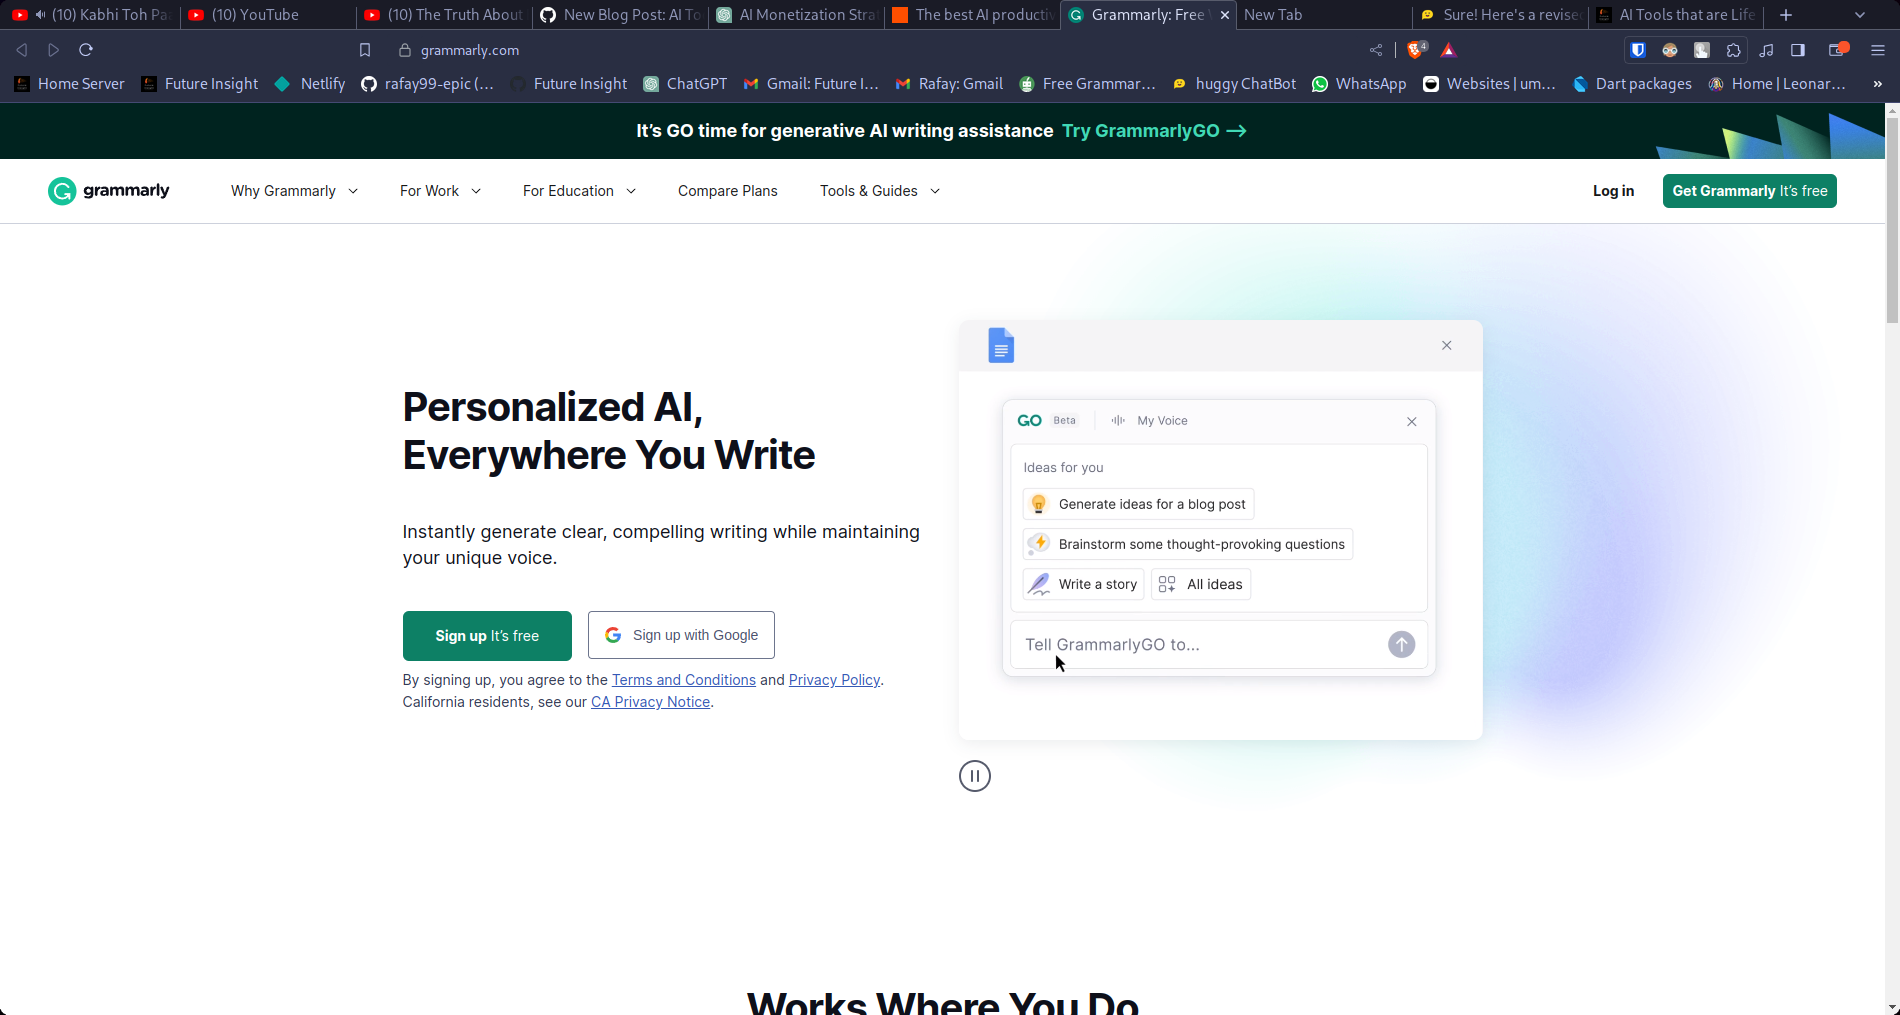 (10) Kabhi Toh Pa
(10) YouTube
(10) The Truth About
New Blog Post: AI To
AI Monetization Stra
The best AI productiv
Grammarly: Free
New Tab
Sure! Here's a revise
AI Tools that are Life
grammarly.com
4
Home Server
Future Insight
Netlify
rafay99-epic (...
Future Insight
ChatGPT
Gmail: Future I...
Rafay: Gmail
Free Grammar...
huggy ChatBot
WhatsApp
Websites | um...
Dart packages
Home | Leonar...
»
It's GO time for generative AI writing assistance Try GrammarlyGO →
grammarly
Why Grammarly
For Work
For Education
Compare Plans
Tools & Guides
Log in
Get Grammarly It's free
Personalized AI,
Everywhere You Write
Instantly generate clear, compelling writing while maintaining
your unique voice.
Sign up It's free
Sign up with Google
By signing up, you agree to the Terms and Conditions and Privacy Policy.
California residents, see our CA Privacy Notice.
GO Beta
My Voice
Ideas for you
Generate ideas for a blog post
Brainstorm some thought-provoking questions
Write a story
All ideas
Tell GrammarlyGO to...
Works Where You Do